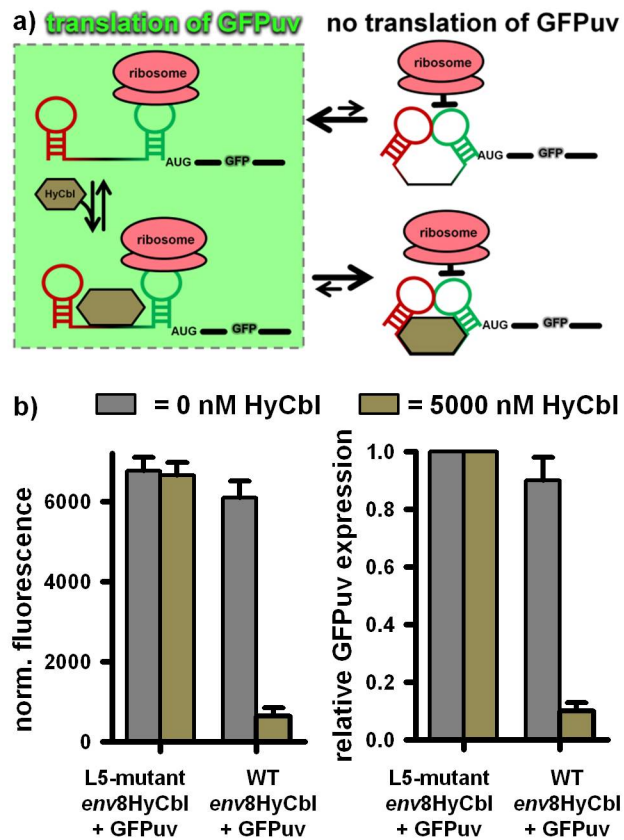 a) translation of GFPuv no translation of GFPuv
ribosome
ribosome
AUG GFP
AUG GFP
HyCbl
ribosome
ribosome
AUG GFP
AUG GFP
b) = 0 nM HyCbl = 5000 nM HyCbl
norm. fluorescence
6000
4000
2000
0
L5-mutant
env8HyCbl
+ GFPuv
WT
env8HyCbl
+ GFPuv
relative GFPuv expression
1.0
0.8
0.6
0.4
0.2
0.0
L5-mutant
env8HyCbl
+ GFPuv
WT
env8HyCbl
+ GFPuv